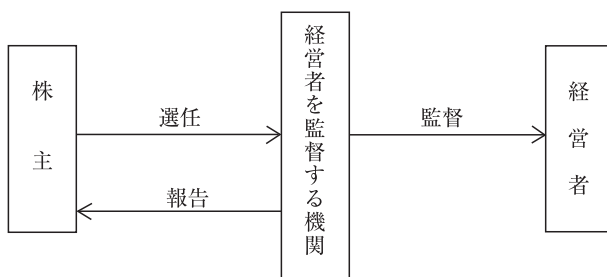 株主
選任
報告
経営者を監督する機関
監督
経営者